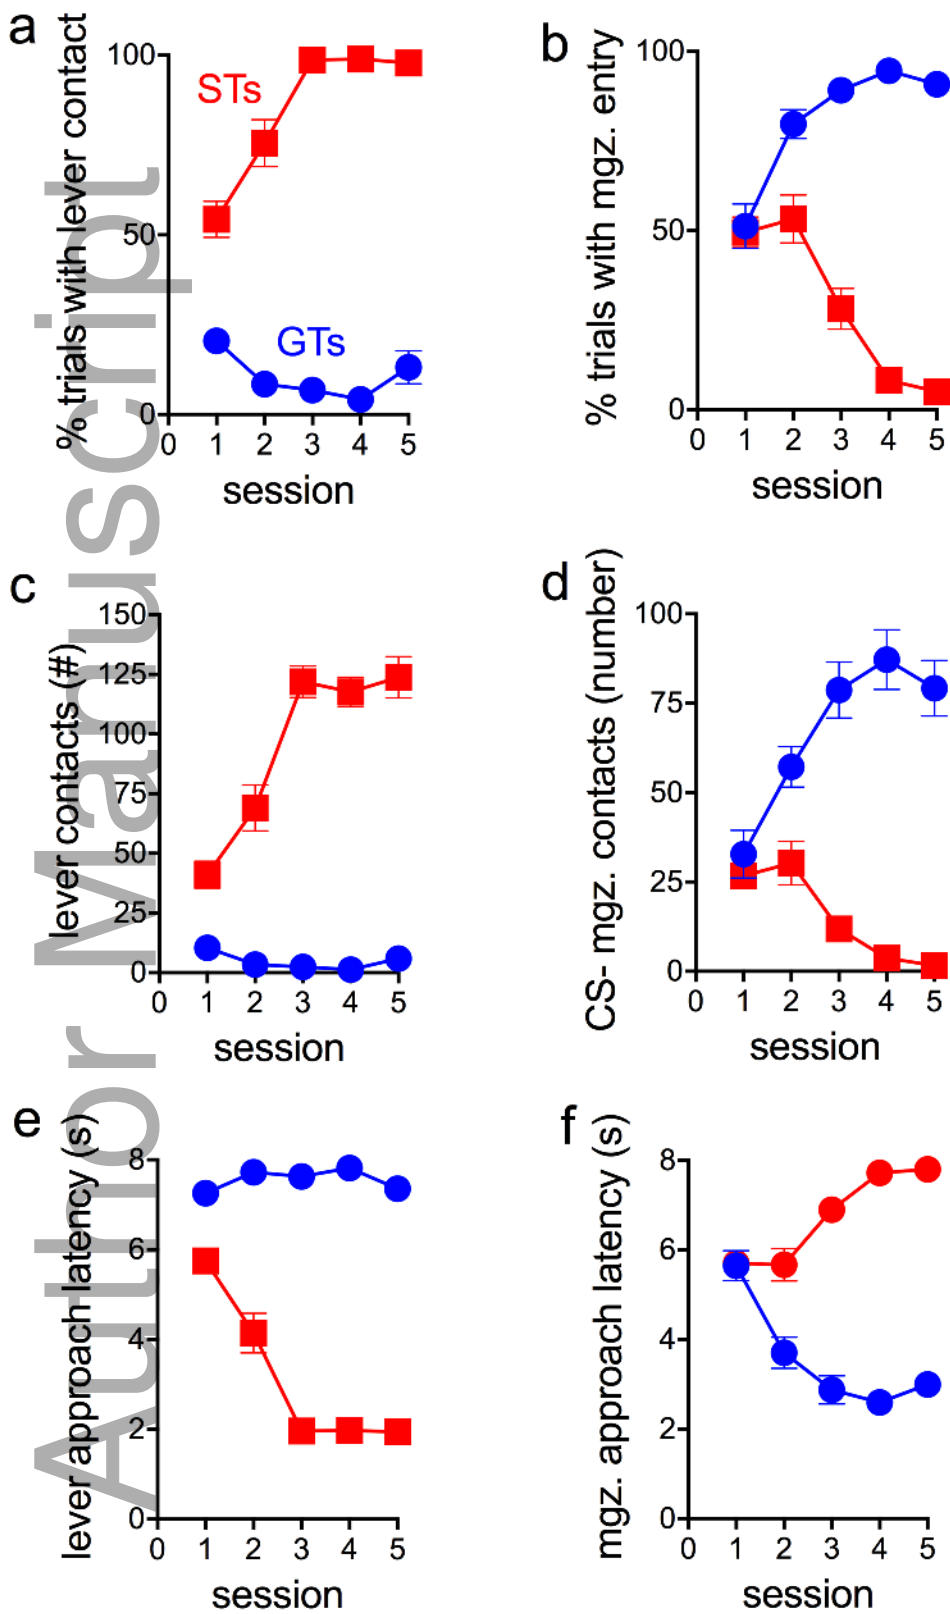 a
% trials with lever contact
100
50
0
STs
GTs
0 1 2 3 4 5
session
b
% trials with mgz. entry
100
50
0
0 1 2 3 4 5
session
c
lever contacts (#)
150
125
100
75
50
25
0
0 1 2 3 4 5
session
d
CS- mgz. contacts (number)
100
75
50
25
0
0 1 2 3 4 5
session
e
lever approach latency (s)
8
6
4
2
0
0 1 2 3 4 5
session
f
mgz. approach latency (s)
8
6
4
2
0
0 1 2 3 4 5
session
Author Manuscript